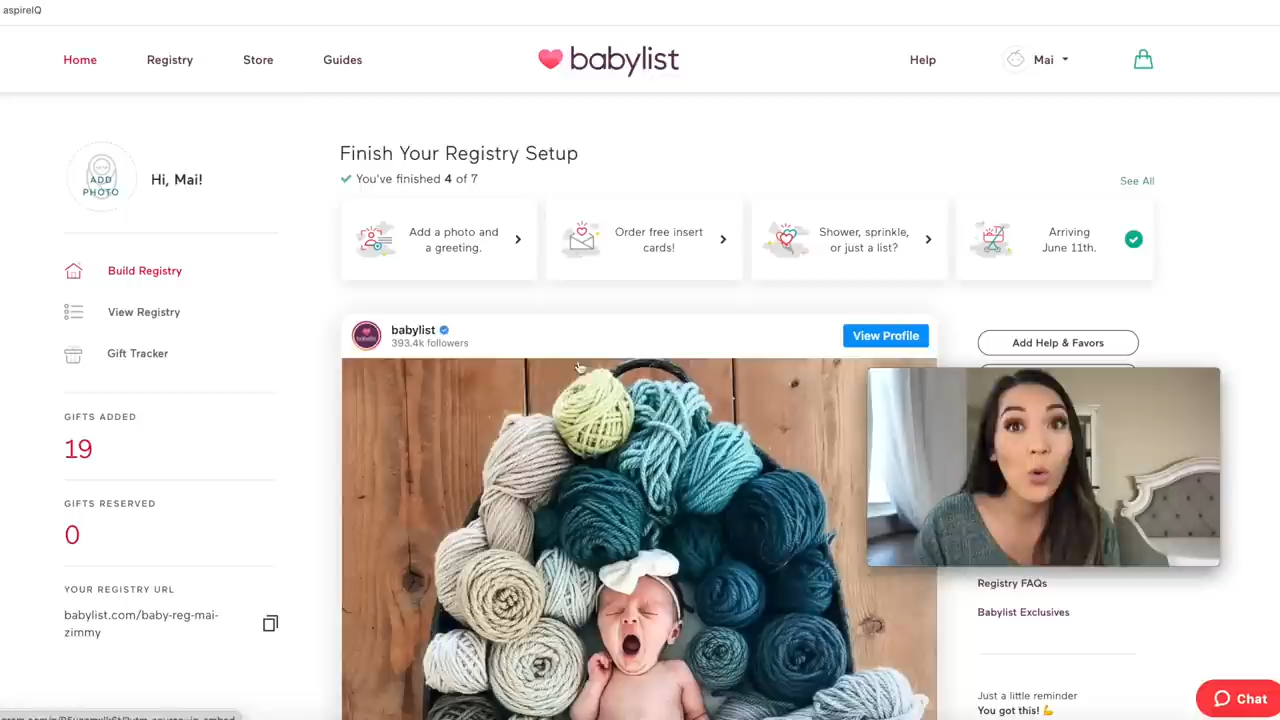 aspireIQ
Home
Registry
Store
Guides
babylist
Help
Mai
ADD
PHOTO
Hi, Mai!
Build Registry
View Registry
Gift Tracker
GIFTS ADDED
19
GIFTS RESERVED
0
YOUR REGISTRY URL
babylist.com/baby-reg-mai-
zimmy
Finish Your Registry Setup
You've finished 4 of 7
See All
Add a photo and
a greeting.
Order free insert
cards!
Shower, sprinkle,
or just a list?
Arriving
June 11th.
babylist
393.4k followers
View Profile
Add Help & Favors
Registry FAQs
Babylist Exclusives
Just a little reminder
You got this! 💪
Chat